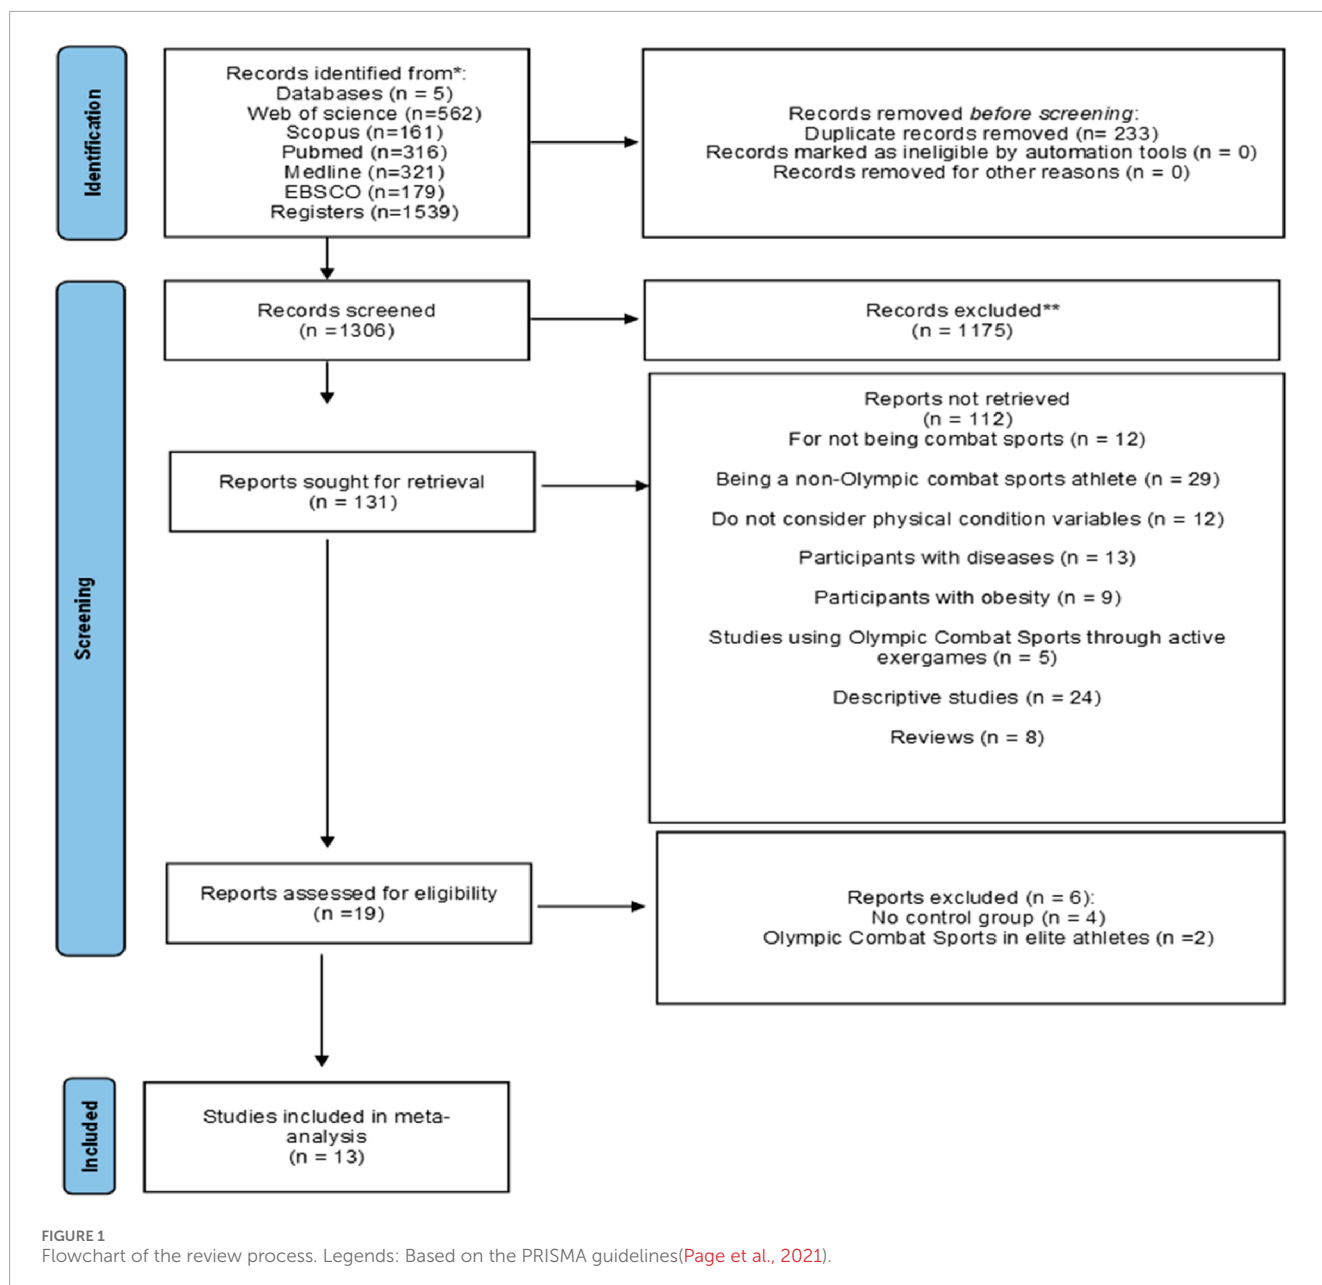 Identification
Records identified from*:
Databases (n = 5)
Web of science (n=562)
Scopus (n=161)
Pubmed (n=316)
Medline (n=321)
EBSCO (n=179)
Registers (n=1539)
Records removed before screening:
Duplicate records removed (n= 233)
Records marked as ineligible by automation tools (n = 0)
Records removed for other reasons (n = 0)
Screening
Records screened
(n =1306)
Records excluded**
(n = 1175)
Reports sought for retrieval
(n = 131)
Reports not retrieved
(n = 112)
For not being combat sports (n = 12)
Being a non-Olympic combat sports athlete (n = 29)
Do not consider physical condition variables (n = 12)
Participants with diseases (n = 13)
Participants with obesity (n = 9)
Studies using Olympic Combat Sports through active
exergames (n = 5)
Descriptive studies (n = 24)
Reviews (n = 8)
Reports assessed for eligibility
(n =19)
Reports excluded (n = 6):
No control group (n = 4)
Olympic Combat Sports in elite athletes (n =2)
Included
Studies included in meta-
analysis
(n = 13)
FIGURE 1
Flowchart of the review process. Legends: Based on the PRISMA guidelines(Page et al., 2021).